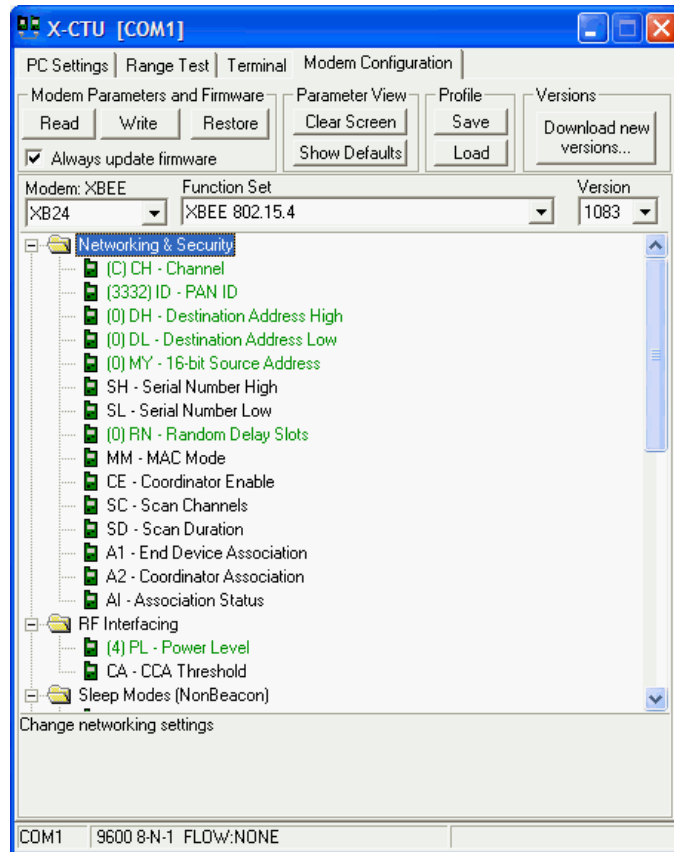 X-CTU [COM1]
PC Settings Range Test Terminal Modem Configuration
Modem Parameters and Firmware Parameter View Profile Versions
Read Write Restore Clear Screen Save Download new versions...
Always update firmware Show Defaults Load
Modem: XBEE Function Set Version
XB24 XBEE 802.15.4 1083
Networking & Security
(C) CH - Channel
(3332) ID - PAN ID
(0) DH - Destination Address High
(0) DL - Destination Address Low
(0) MY - 16-bit Source Address
SH - Serial Number High
SL - Serial Number Low
(0) RN - Random Delay Slots
MM - MAC Mode
CE - Coordinator Enable
SC - Scan Channels
SD - Scan Duration
A1 - End Device Association
A2 - Coordinator Association
AI - Association Status
RF Interfacing
(4) PL - Power Level
CA - CCA Threshold
Sleep Modes (NonBeacon)
Change networking settings
COM1 9600 8-N-1 FLOW:NONE